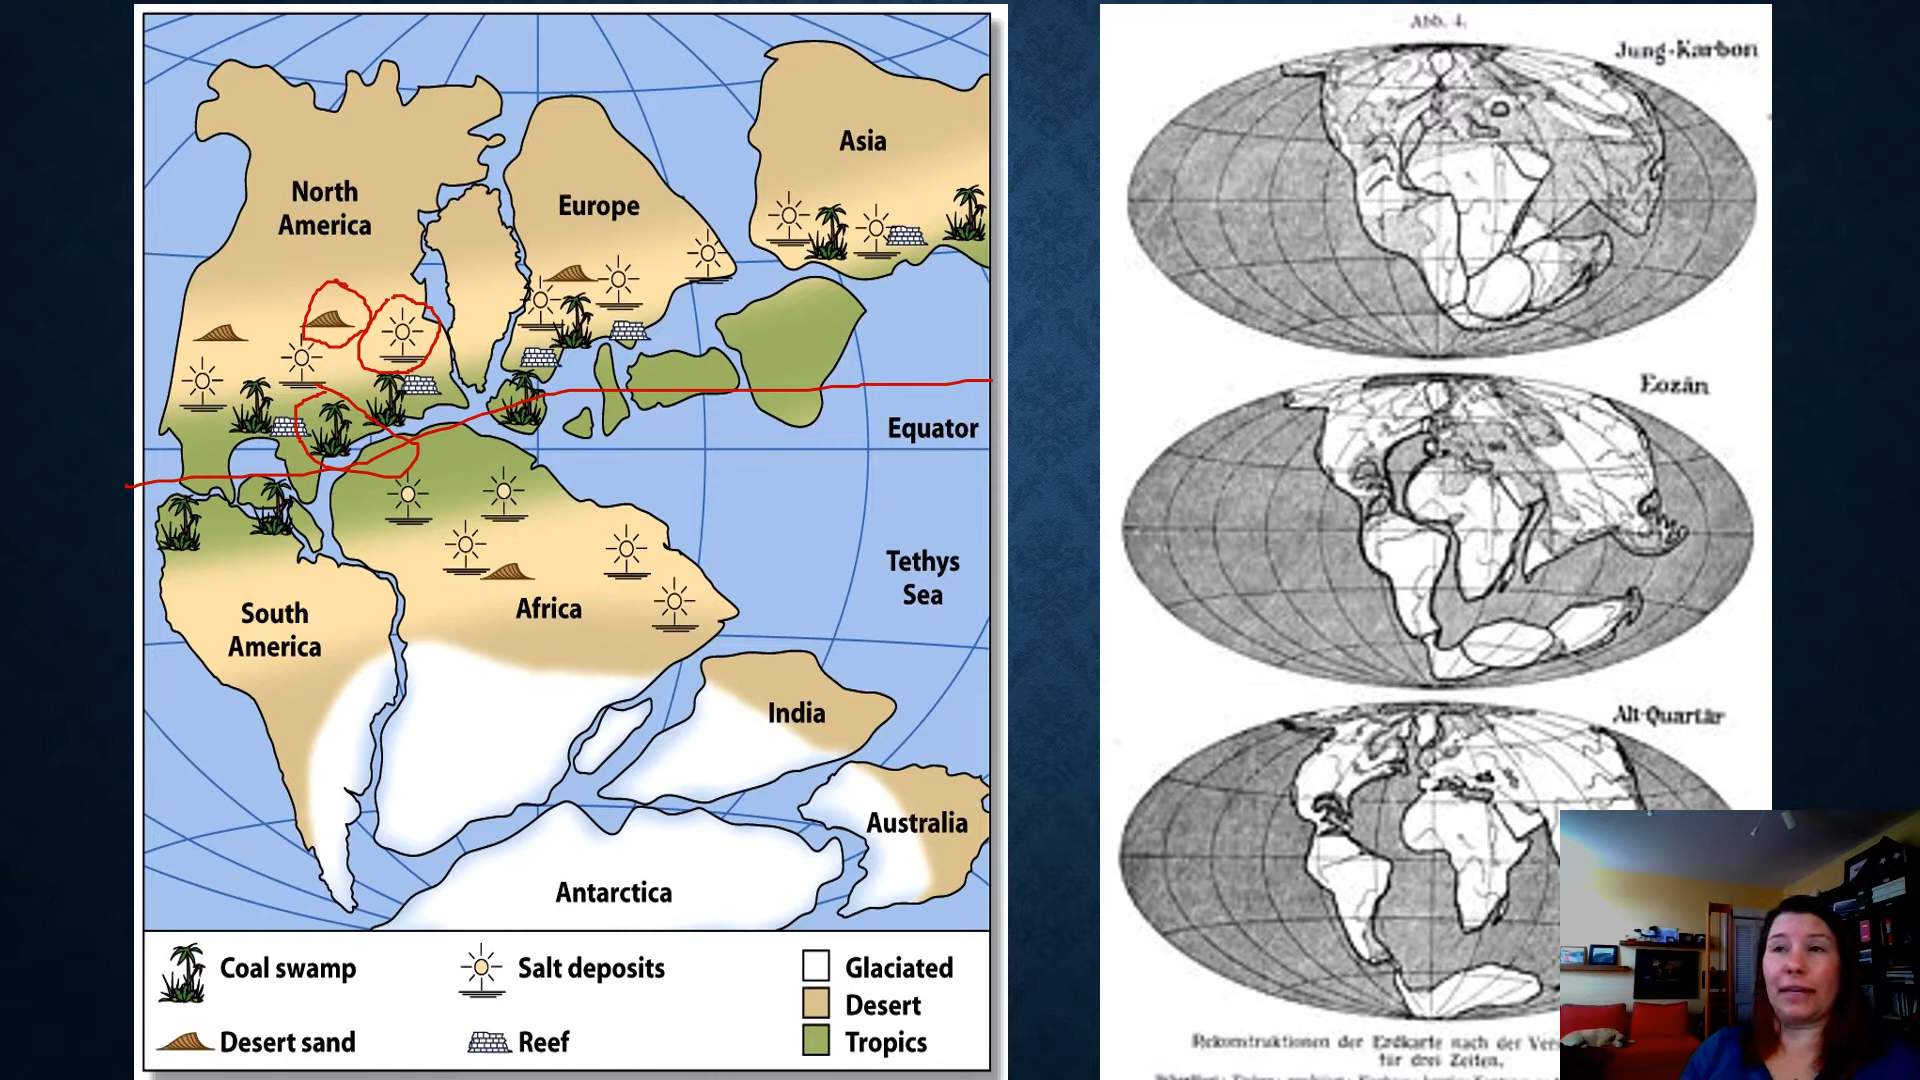 North
America
Europe
Asia
Equator
Tethys
Sea
South
America
Africa
India
Australia
Antarctica
Coal swamp
Salt deposits
Glaciated
Desert
Desert sand
Reef
Tropics
Abb. 4.
Jung-Karbon
Eozän
Alt-Quartär
Rekonstruktionen der Erdkarte nach der
für drei Zeiten.